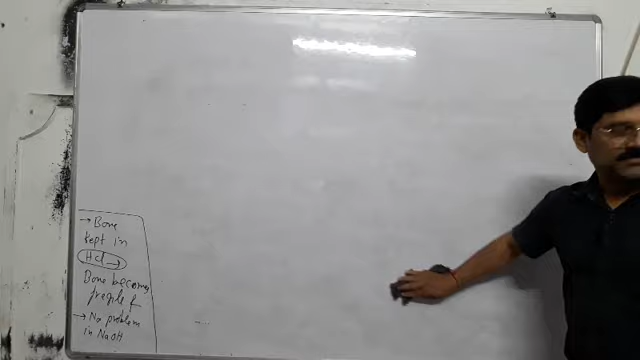 → Bone
kept in
HCl →
Bone becomes
fragile &
→ No problem
in NaOH